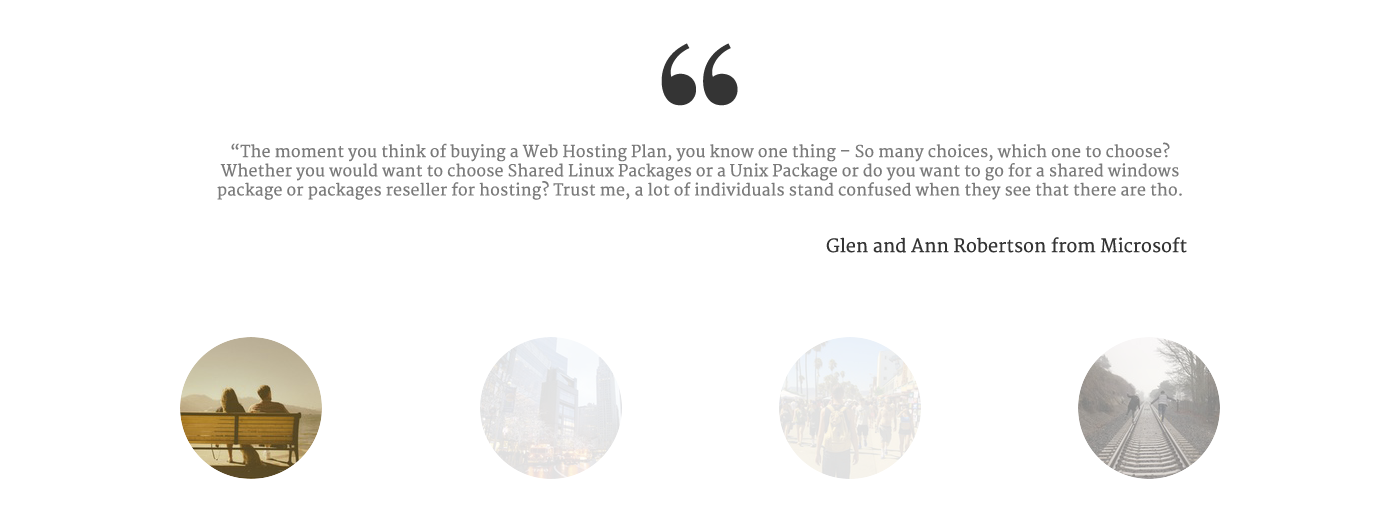 “
“The moment you think of buying a Web Hosting Plan, you know one thing – So many choices, which one to choose?
Whether you would want to choose Shared Linux Packages or a Unix Package or do you want to go for a shared windows
package or packages reseller for hosting? Trust me, a lot of individuals stand confused when they see that there are tho.
Glen and Ann Robertson from Microsoft